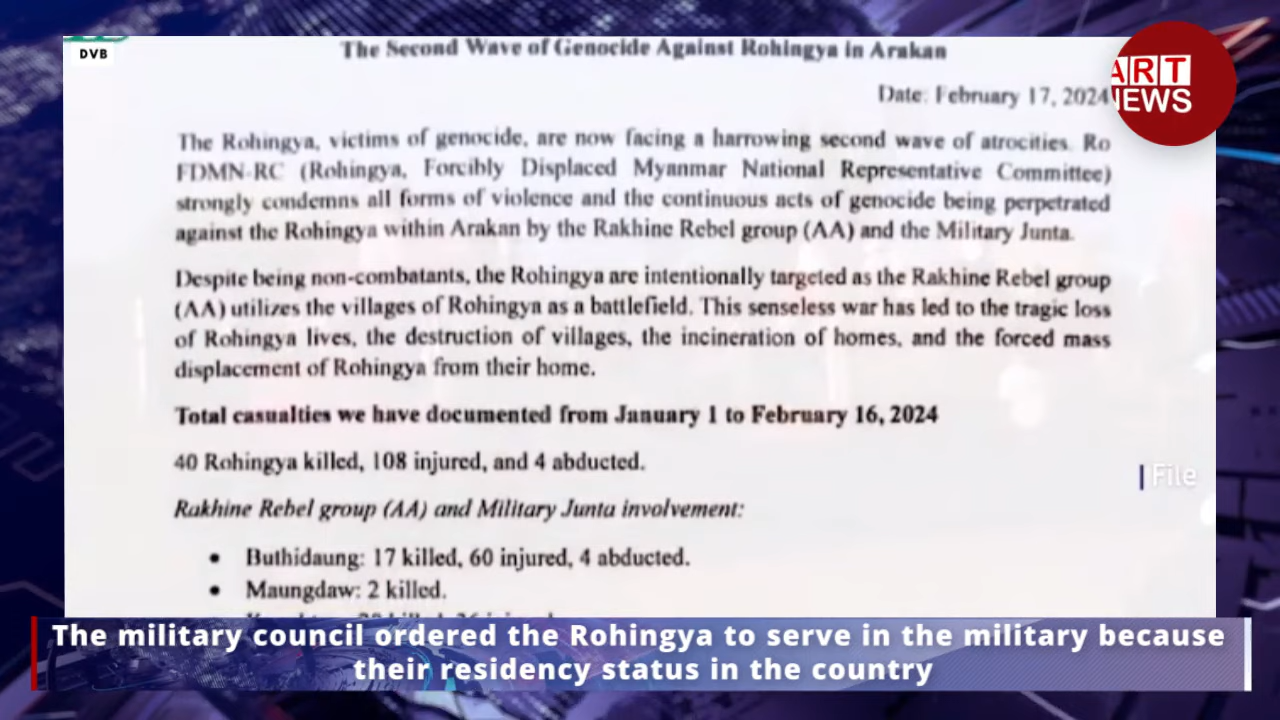 DVB
The Second Wave of Genocide Against Rohingya in Arakan
Date: February 17, 2024
ART
NEWS
The Rohingya, victims of genocide, are now facing a harrowing second wave of atrocities. Ro
FDMN-RC (Rohingya, Forcibly Displaced Myanmar National Representative Committee)
strongly condemns all forms of violence and the continuous acts of genocide being perpetrated
against the Rohingya within Arakan by the Rakhine Rebel group (AA) and the Military Junta.
Despite being non-combatants, the Rohingya are intentionally targeted as the Rakhine Rebel group
(AA) utilizes the villages of Rohingya as a battlefield. This senseless war has led to the tragic loss
of Rohingya lives, the destruction of villages, the incineration of homes, and the forced mass
displacement of Rohingya from their home.
Total casualties we have documented from January 1 to February 16, 2024
40 Rohingya killed, 108 injured, and 4 abducted.
File
Rakhine Rebel group (AA) and Military Junta involvement:
• Buthidaung: 17 killed, 60 injured, 4 abducted.
• Maungdaw: 2 killed.
The military council ordered the Rohingya to serve in the military because
their residency status in the country